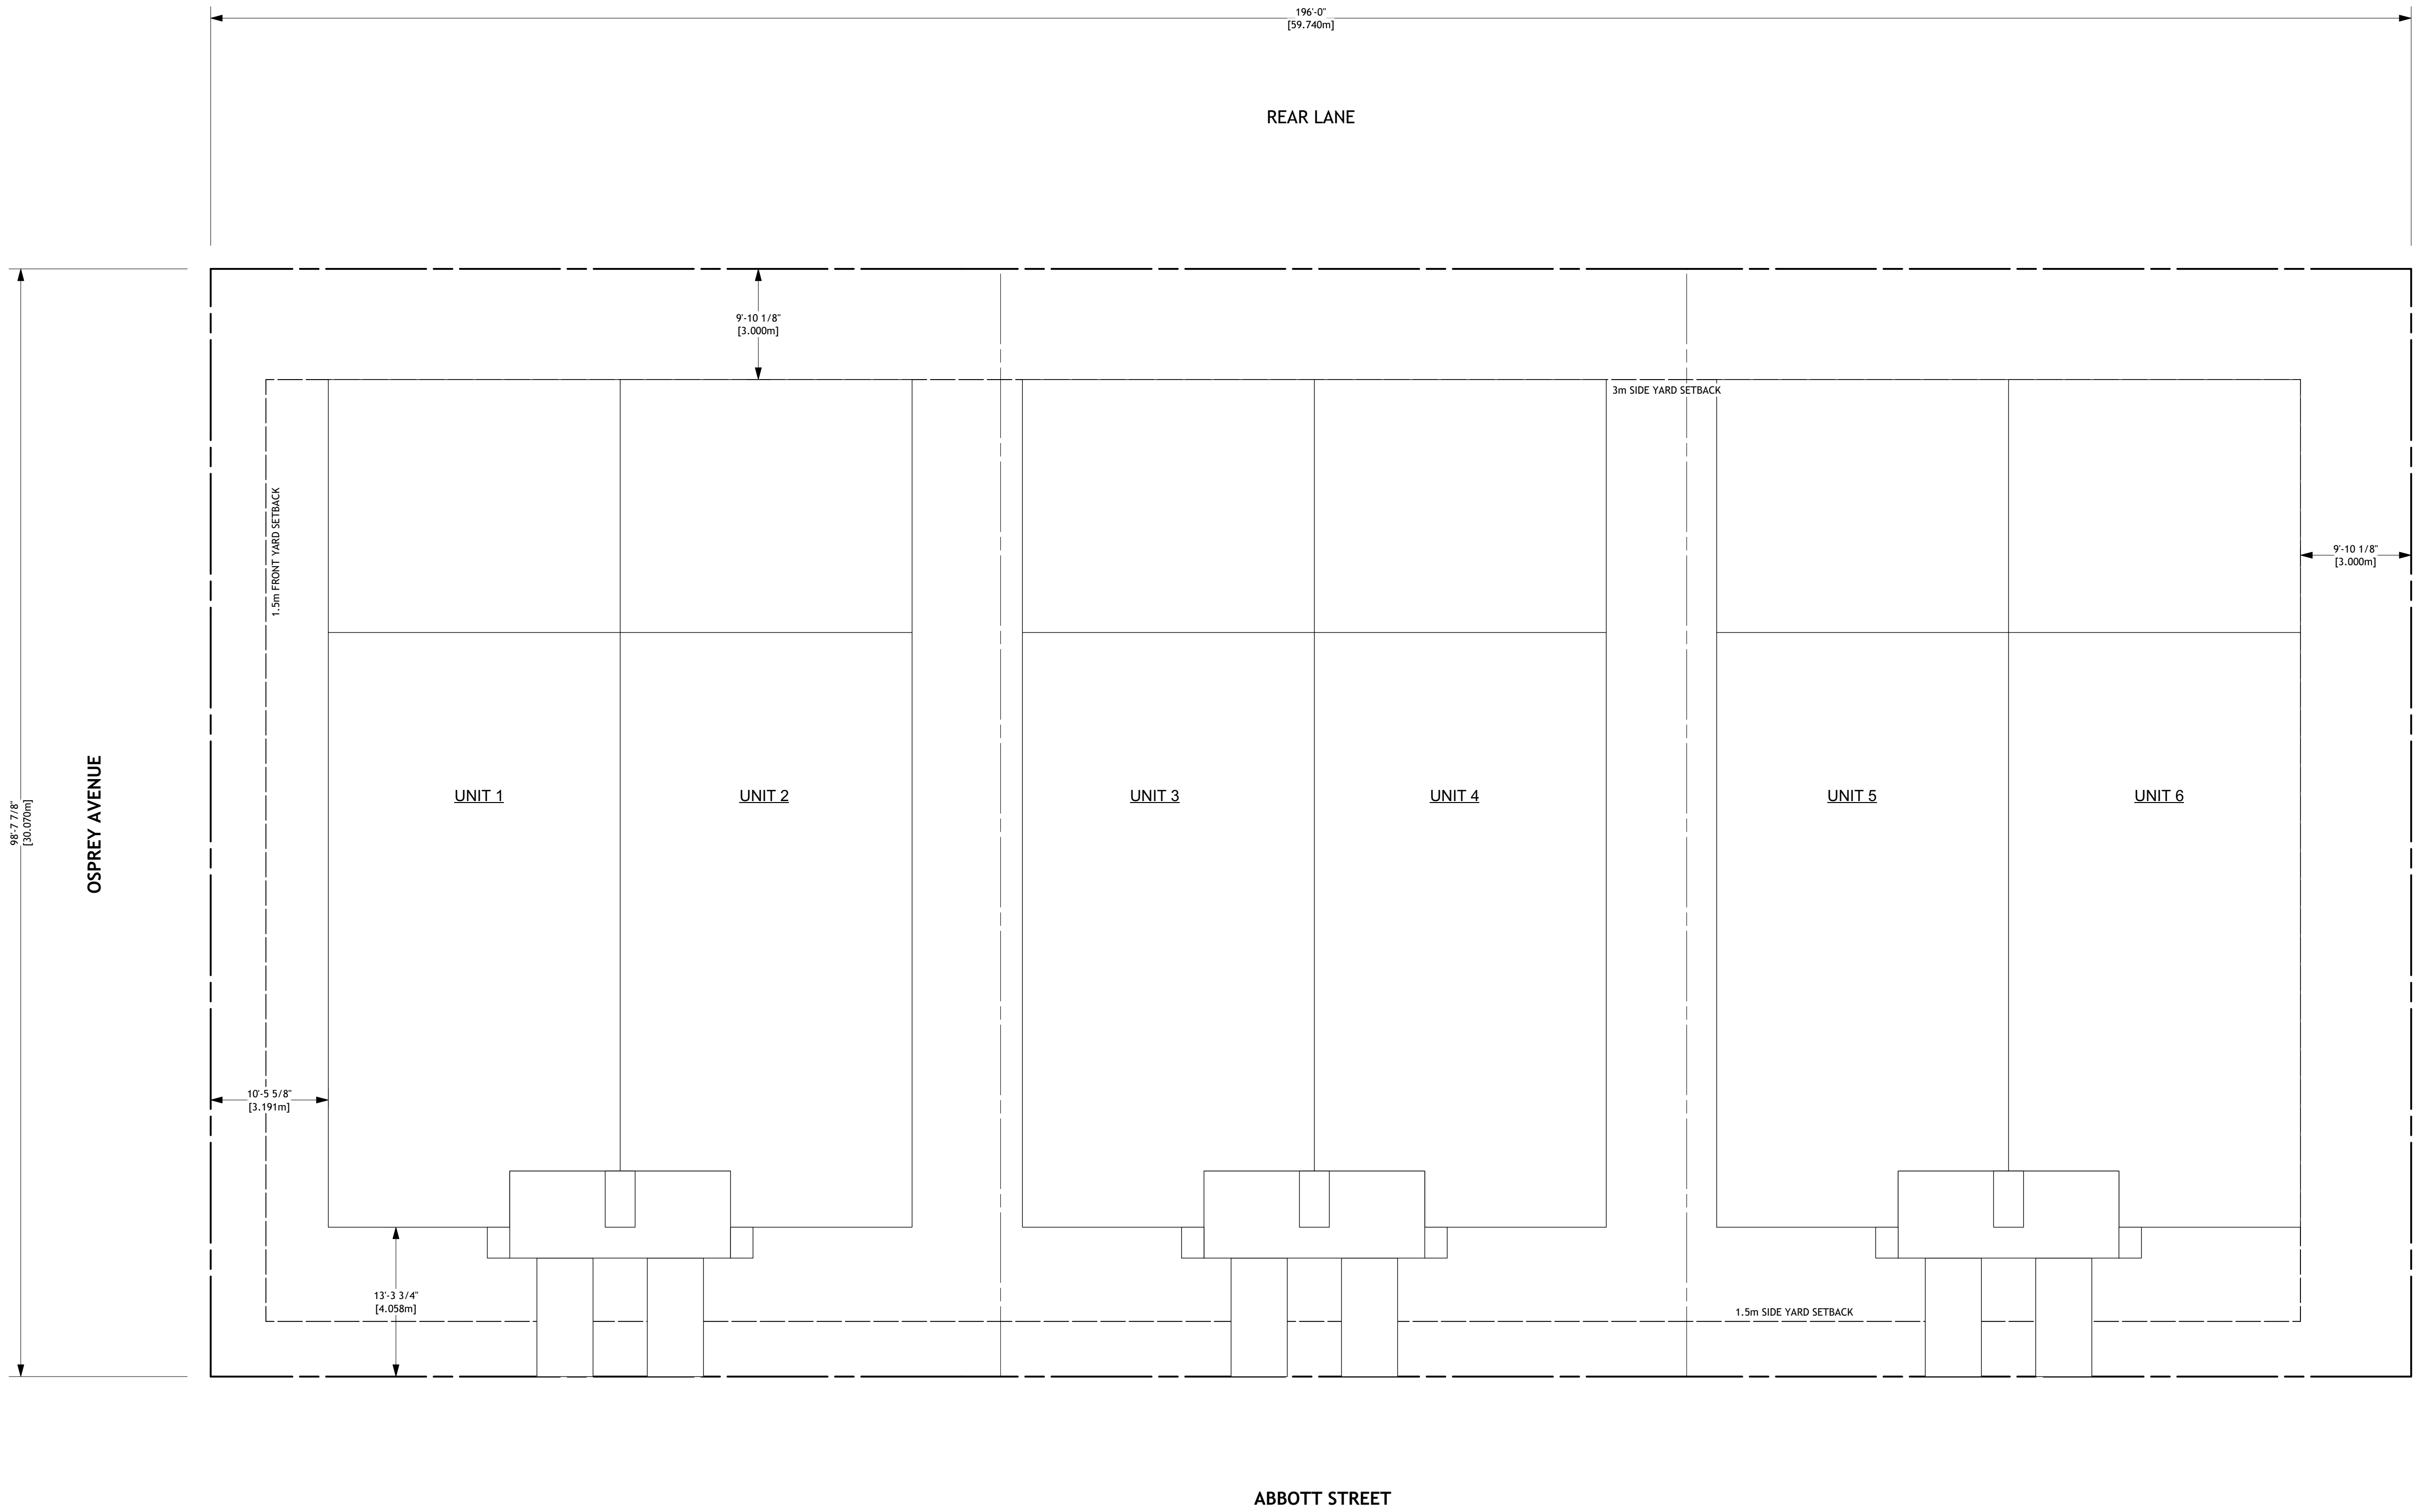 196'-0"
[59.740m]
REAR LANE
9'-10 1/8"
[3.000m]
3m SIDE YARD SETBACK
1.5m FRONT YARD SETBACK
9'-10 1/8"
[3.000m]
98'-7 7/8"
[30.070m]
OSPREY AVENUE
UNIT 1
UNIT 2
UNIT 3
UNIT 4
UNIT 5
UNIT 6
10'-5 5/8"
[3.191m]
13'-3 3/4"
[4.058m]
1.5m SIDE YARD SETBACK
ABBOTT STREET